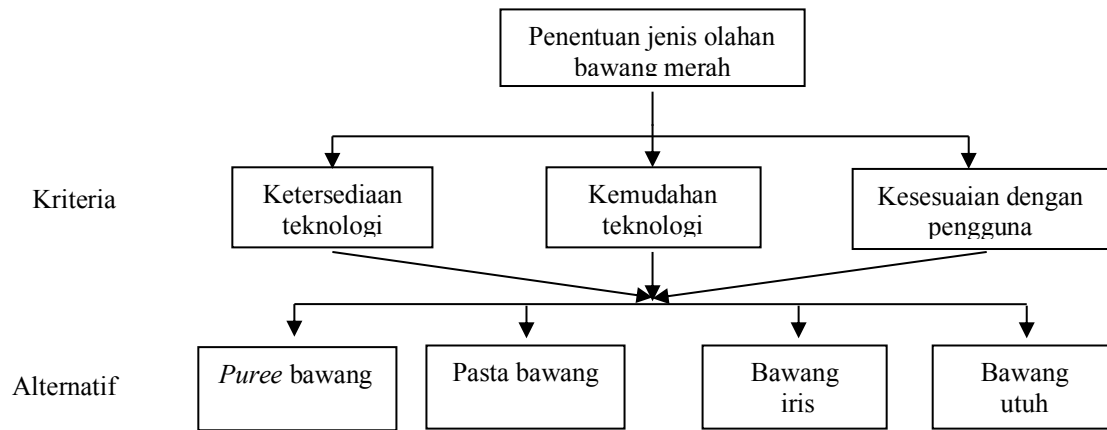 Penentuan jenis olahan
bawang merah
Kriteria
Ketersediaan
teknologi
Kemudahan
teknologi
Kesesuaian dengan
pengguna
Alternatif
Puree bawang
Pasta bawang
Bawang
iris
Bawang
utuh